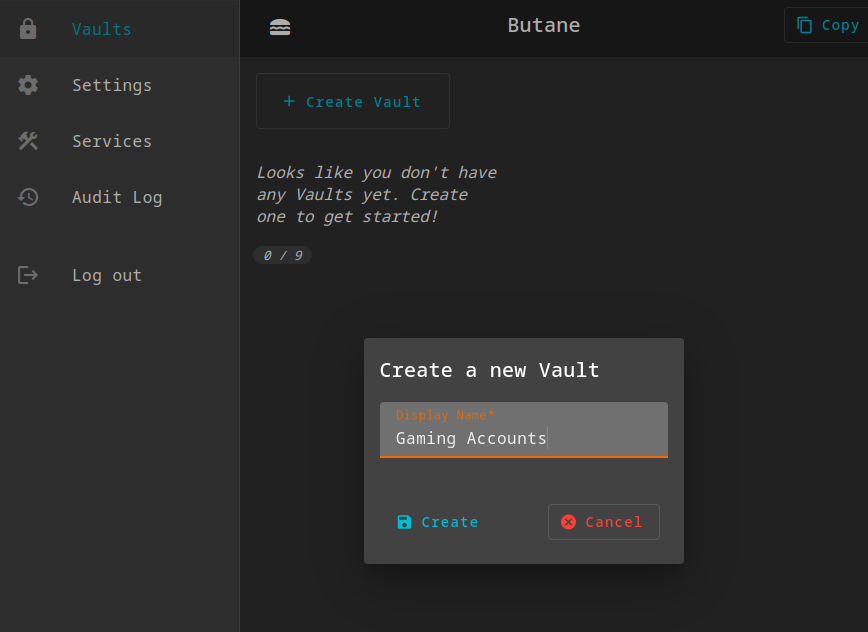 Vaults
Settings
Services
Audit Log
Log out
Butane
Copy
+ Create Vault
Looks like you don't have
any Vaults yet. Create
one to get started!
0 / 9
Create a new Vault
Display Name*
Gaming Accounts
Create
Cancel